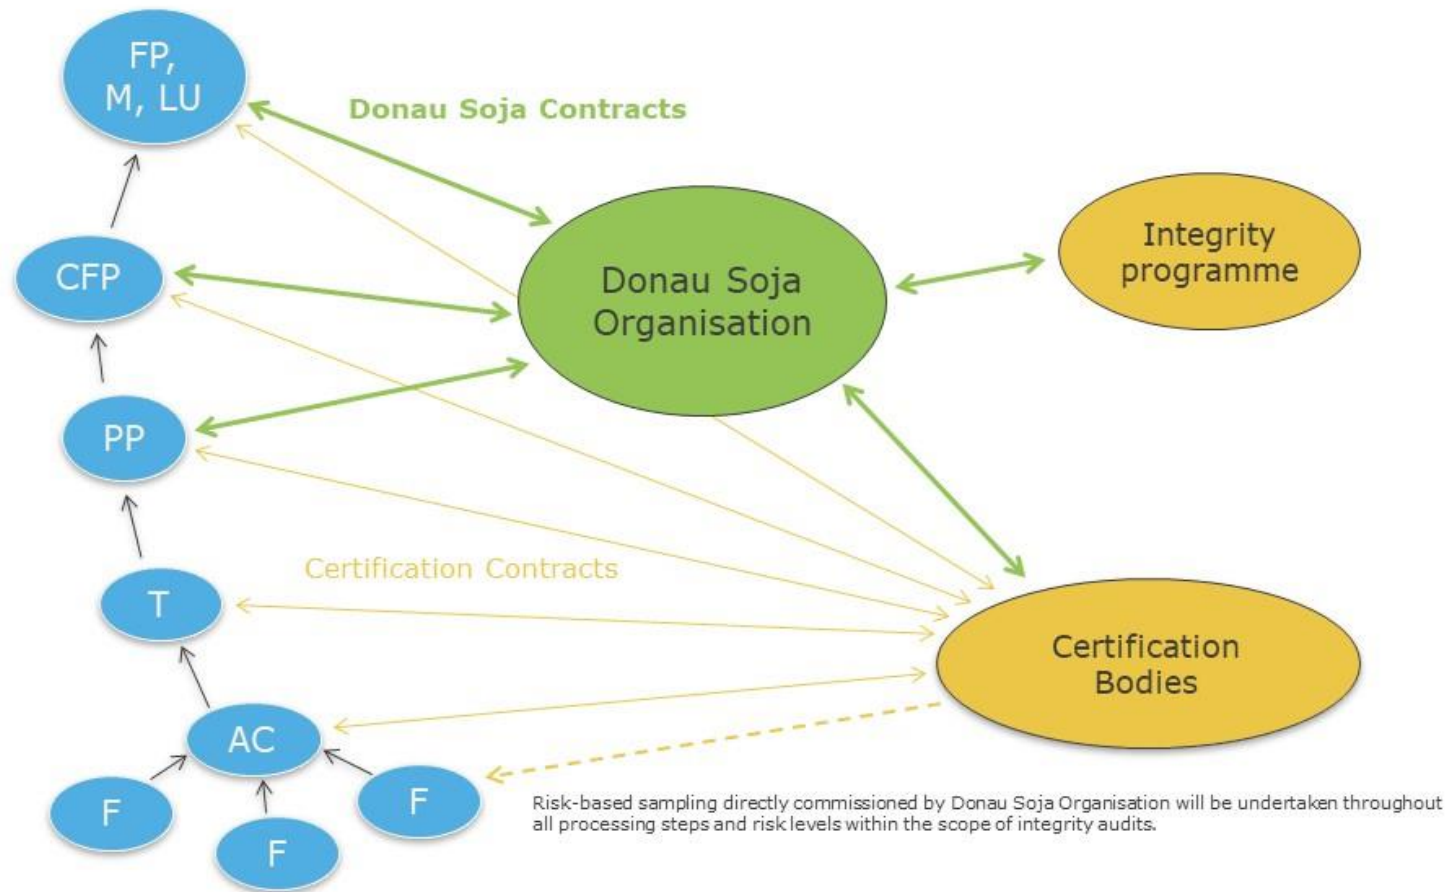 FP,
M, LU
Donau Soja Contracts
Donau Soja
Organisation
Integrity
programme
CFP
PP
Certification Contracts
T
Certification
Bodies
AC
F
F
F
Risk-based sampling directly commissioned by Donau Soja Organisation will be undertaken throughout
all processing steps and risk levels within the scope of integrity audits.